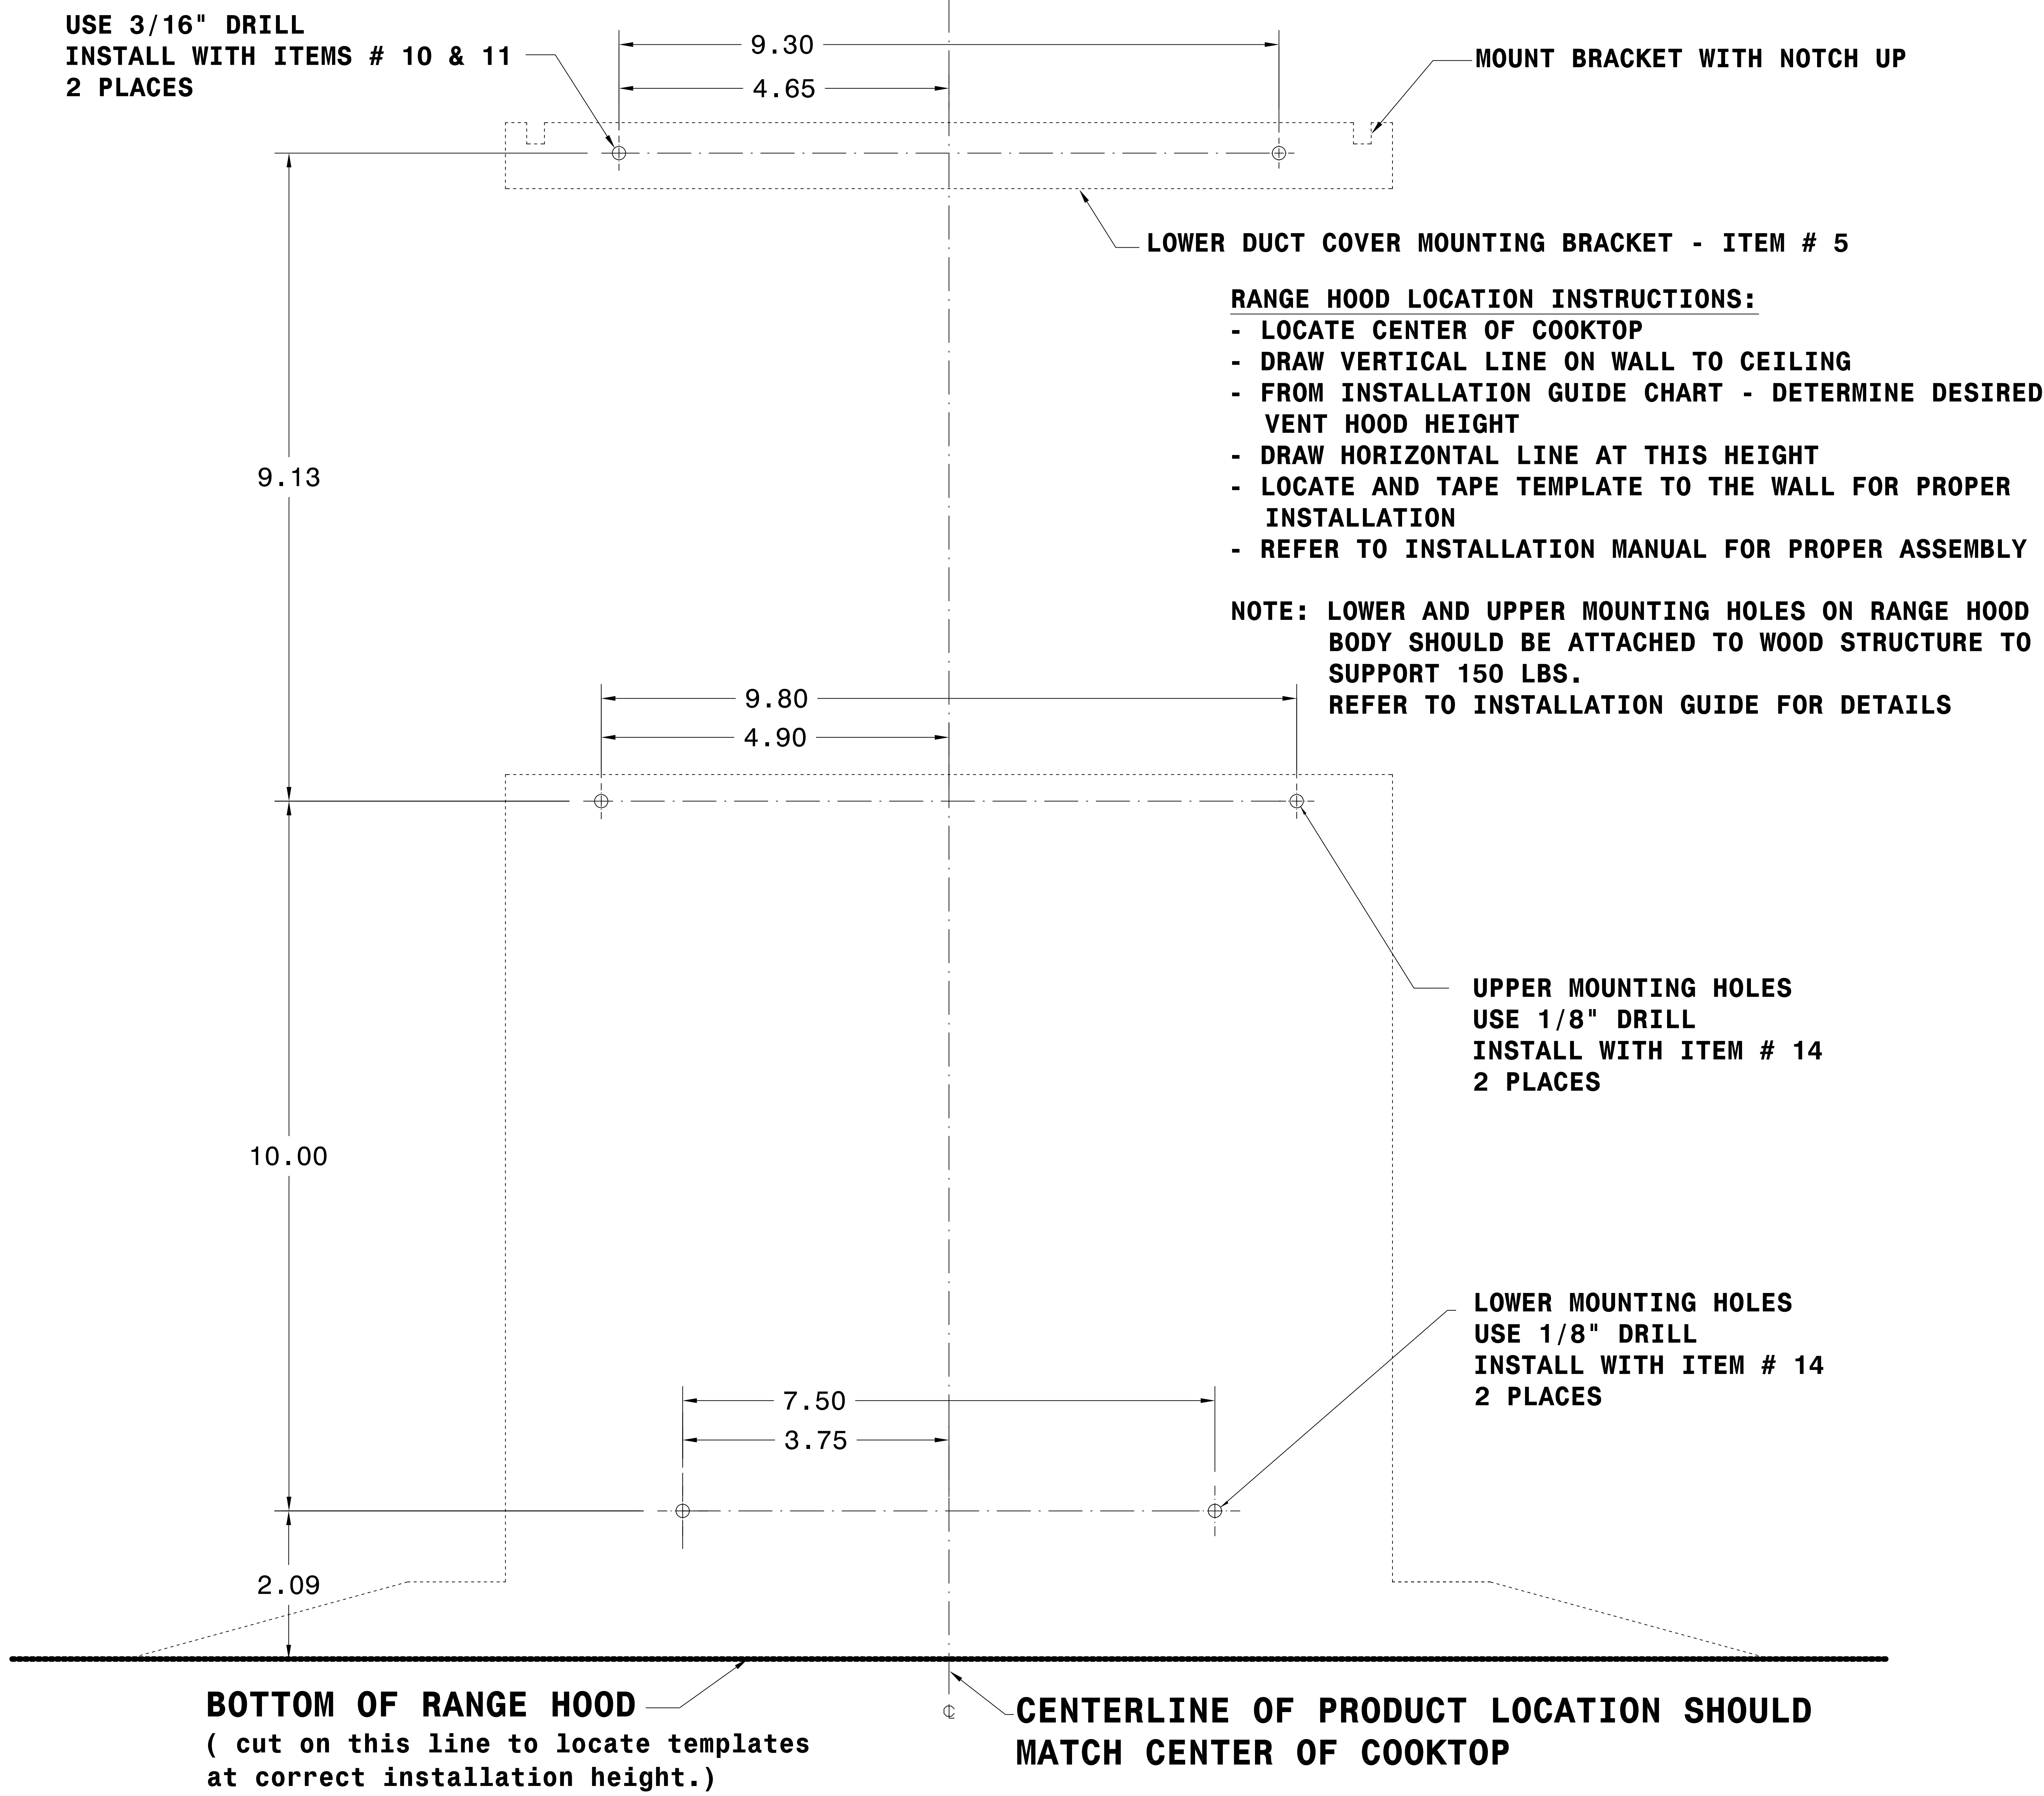 USE 3/16" DRILL
INSTALL WITH ITEMS # 10 & 11
2 PLACES
9.30
4.65
MOUNT BRACKET WITH NOTCH UP
LOWER DUCT COVER MOUNTING BRACKET - ITEM # 5
RANGE HOOD LOCATION INSTRUCTIONS:
- LOCATE CENTER OF COOKTOP
- DRAW VERTICAL LINE ON WALL TO CEILING
- FROM INSTALLATION GUIDE CHART - DETERMINE DESIRED
VENT HOOD HEIGHT
- DRAW HORIZONTAL LINE AT THIS HEIGHT
- LOCATE AND TAPE TEMPLATE TO THE WALL FOR PROPER
INSTALLATION
- REFER TO INSTALLATION MANUAL FOR PROPER ASSEMBLY
9.13
NOTE: LOWER AND UPPER MOUNTING HOLES ON RANGE HOOD
BODY SHOULD BE ATTACHED TO WOOD STRUCTURE TO
SUPPORT 150 LBS.
REFER TO INSTALLATION GUIDE FOR DETAILS
9.80
4.90
UPPER MOUNTING HOLES
USE 1/8" DRILL
INSTALL WITH ITEM # 14
2 PLACES
10.00
LOWER MOUNTING HOLES
USE 1/8" DRILL
INSTALL WITH ITEM # 14
2 PLACES
7.50
3.75
2.09
BOTTOM OF RANGE HOOD
( cut on this line to locate templates
at correct installation height.)
℄
CENTERLINE OF PRODUCT LOCATION SHOULD
MATCH CENTER OF COOKTOP